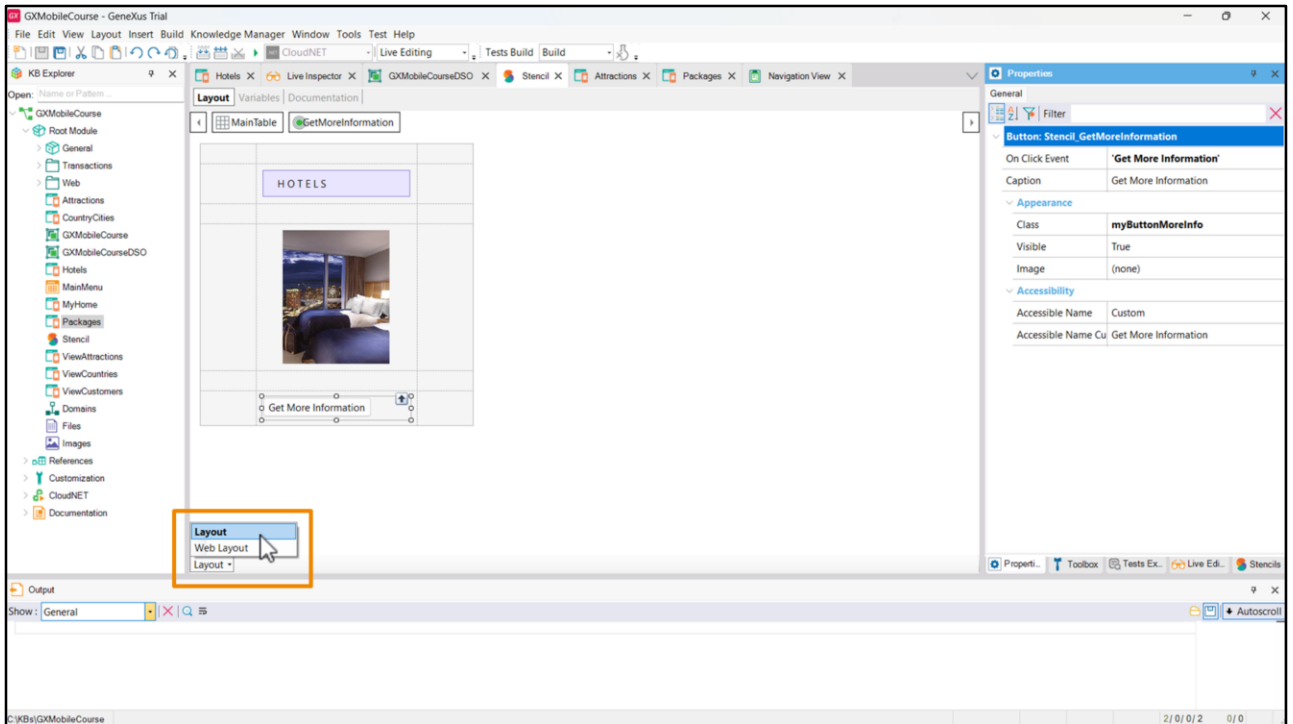 GX GXMobileCourse - GeneXus Trial
File Edit View Layout Insert Build Knowledge Manager Window Tools Test Help
CloudNET Live Editing Tests Build Build
KB Explorer
Open: Name or Pattern...
GXMobileCourse
Root Module
General
Transactions
Web
Attractions
CountryCities
GXMobileCourse
GXMobileCourseDSO
Hotels
MainMenu
MyHome
Packages
Stencil
ViewAttractions
ViewCountries
ViewCustomers
Domains
Files
Images
References
Customization
CloudNET
Documentation
Hotels X Live Inspector X GXMobileCourseDSO X Stencil X Attractions X Packages X Navigation View X
Layout Variables Documentation
MainTable GetMoreInformation
HOTELS
Get More Information
Layout
Web Layout
Layout
Properties
General
Filter
Button: Stencil_GetMoreInformation
On Click Event 'Get More Information'
Caption Get More Information
Appearance
Class myButtonMoreInfo
Visible True
Image (none)
Accessibility
Accessible Name Custom
Accessible Name Cu Get More Information
Properti... Toolbox Tests Ex... Live Edi... Stencils
Output
Show: General
Autoscroll
C:\KBs\GXMobileCourse
2/0/0/2 0/0